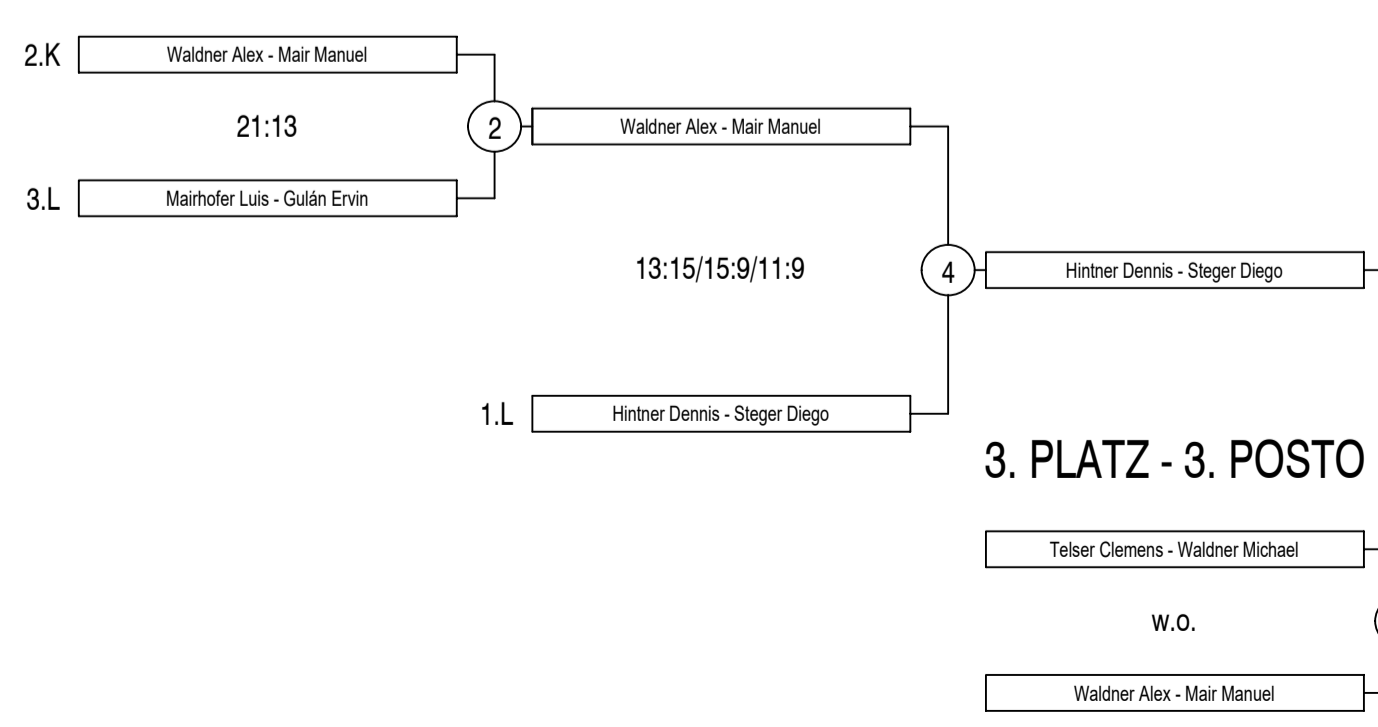 2.K
Waldner Alex - Mair Manuel
21:13
2
Waldner Alex - Mair Manuel
3.L
Mairhofer Luis - Gulán Ervin
13:15/15:9/11:9
4
Hintner Dennis - Steger Diego
1.L
Hintner Dennis - Steger Diego
3. PLATZ - 3. POSTO
Telser Clemens - Waldner Michael
w.o.
Waldner Alex - Mair Manuel